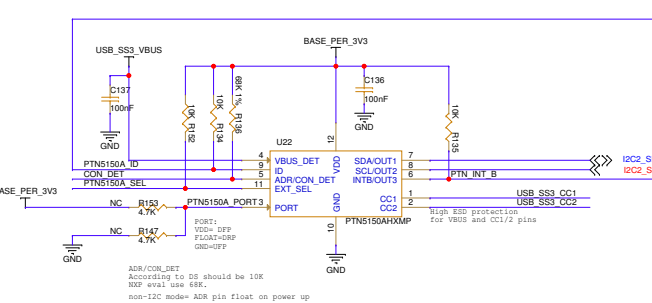 BASE_PER_3V3
USB_SS3_VBUS
C137
100nF
GND
10K
R152
10K
R134
68K 1%
R136
C136
100nF
GND
10K
R135
U22
12
VDD
4
VBUS_DET
9
ID
5
ADR/CON_DET
11
EXT_SEL
3
PORT
7
SDA/OUT1
8
SCL/OUT2
6
INTB/OUT3
1
CC1
2
CC2
GND
10
PTN5150AHXMP
GND
PTN5150A_ID
CON_DET
PTN5150A_SEL
PTN5150A_PORT
ASE_PER_3V3
NC
R153
4.7K
NC
R147
4.7K
GND
PORT:
VDD= DFP
FLOAT=DRP
GND=UFP
PTN_INT_B
I2C2_S
I2C2_S
USB_SS3_CC1
USB_SS3_CC2
High ESD protection
for VBUS and CC1/2 pins
ADR/CON_DET
According to DS should be 10K
NXP eval use 68K.
non-I2C mode= ADR pin float on power up